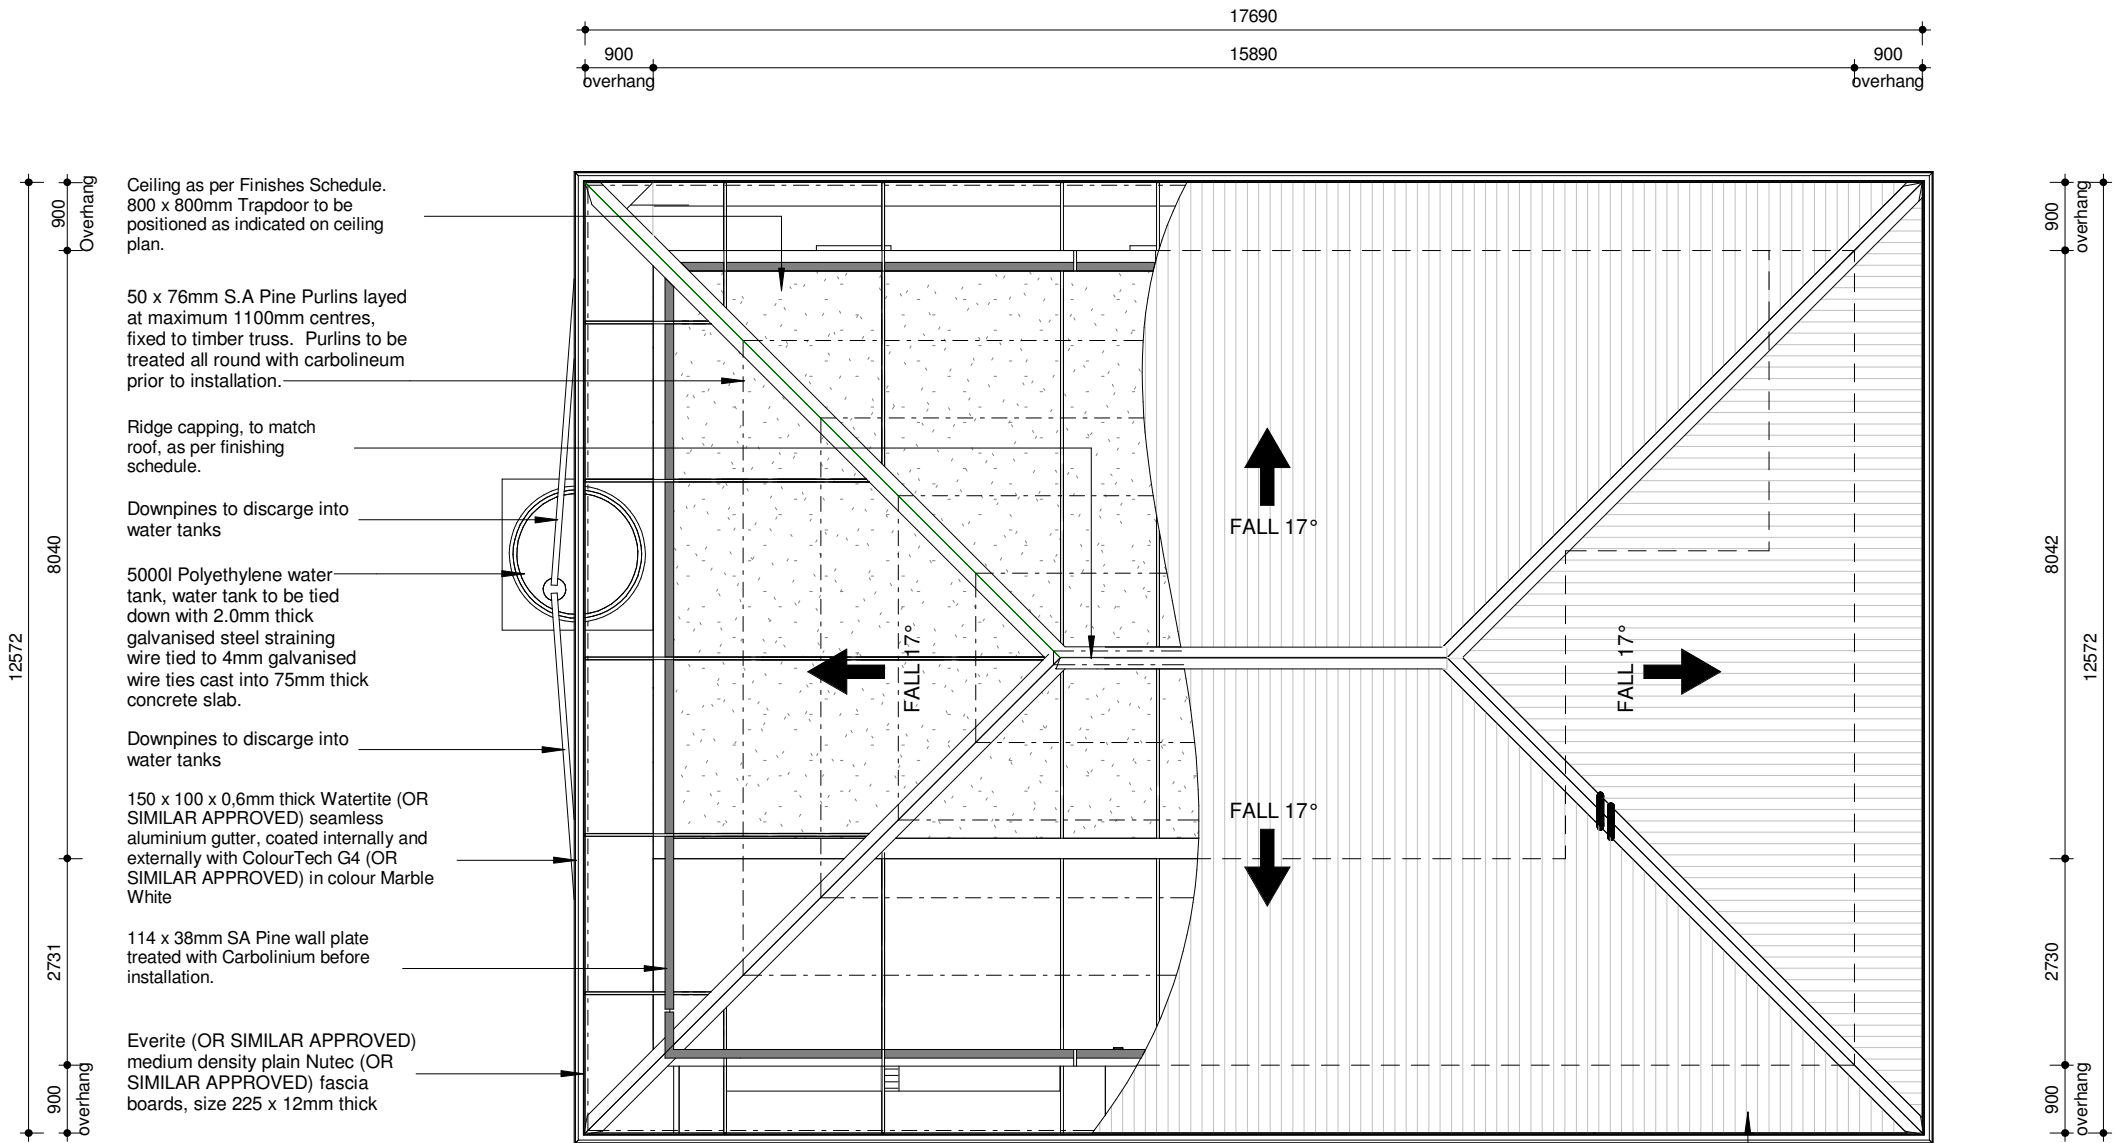 17690
900
15890
900
overhang
overhang
900
Overhang
8040
2731
900
overhang
12572
Ceiling as per Finishes Schedule.
800 x 800mm Trapdoor to be
positioned as indicated on ceiling
plan.
50 x 76mm S.A Pine Purlins layed
at maximum 1100mm centres,
fixed to timber truss.  Purlins to be
treated all round with carbolineum
prior to installation.
Ridge capping, to match
roof, as per finishing
schedule.
Downpines to discarge into
water tanks
5000l Polyethylene water
tank, water tank to be tied
down with 2.0mm thick
galvanised steel straining
wire tied to 4mm galvanised
wire ties cast into 75mm thick
concrete slab.
Downpines to discarge into
water tanks
150 x 100 x 0,6mm thick Watertite (OR
SIMILAR APPROVED) seamless
aluminium gutter, coated internally and
externally with ColourTech G4 (OR
SIMILAR APPROVED) in colour Marble
White
114 x 38mm SA Pine wall plate
treated with Carbolinium before
installation.
Everite (OR SIMILAR APPROVED)
medium density plain Nutec (OR
SIMILAR APPROVED) fascia
boards, size 225 x 12mm thick
FALL 17°
FALL 17°
FALL 17°
FALL 17°
900
overhang
8042
2730
900
overhang
12572